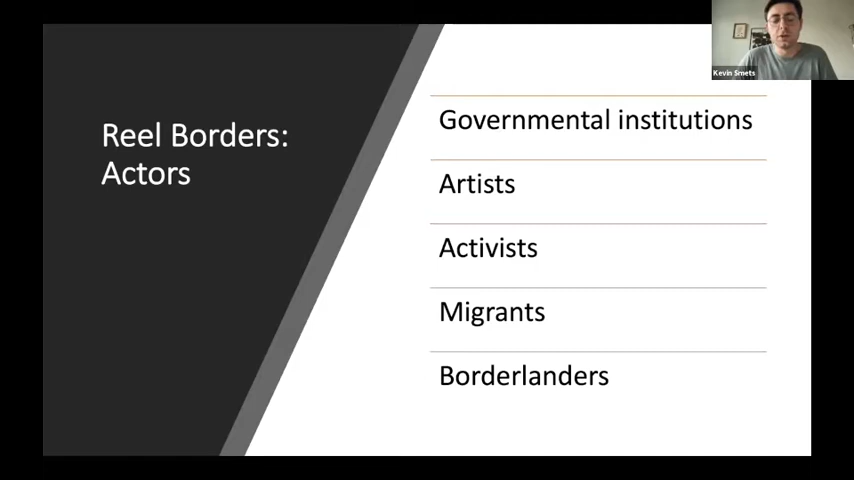 Kevin Smets
Reel Borders:
Actors
Governmental institutions
Artists
Activists
Migrants
Borderlanders